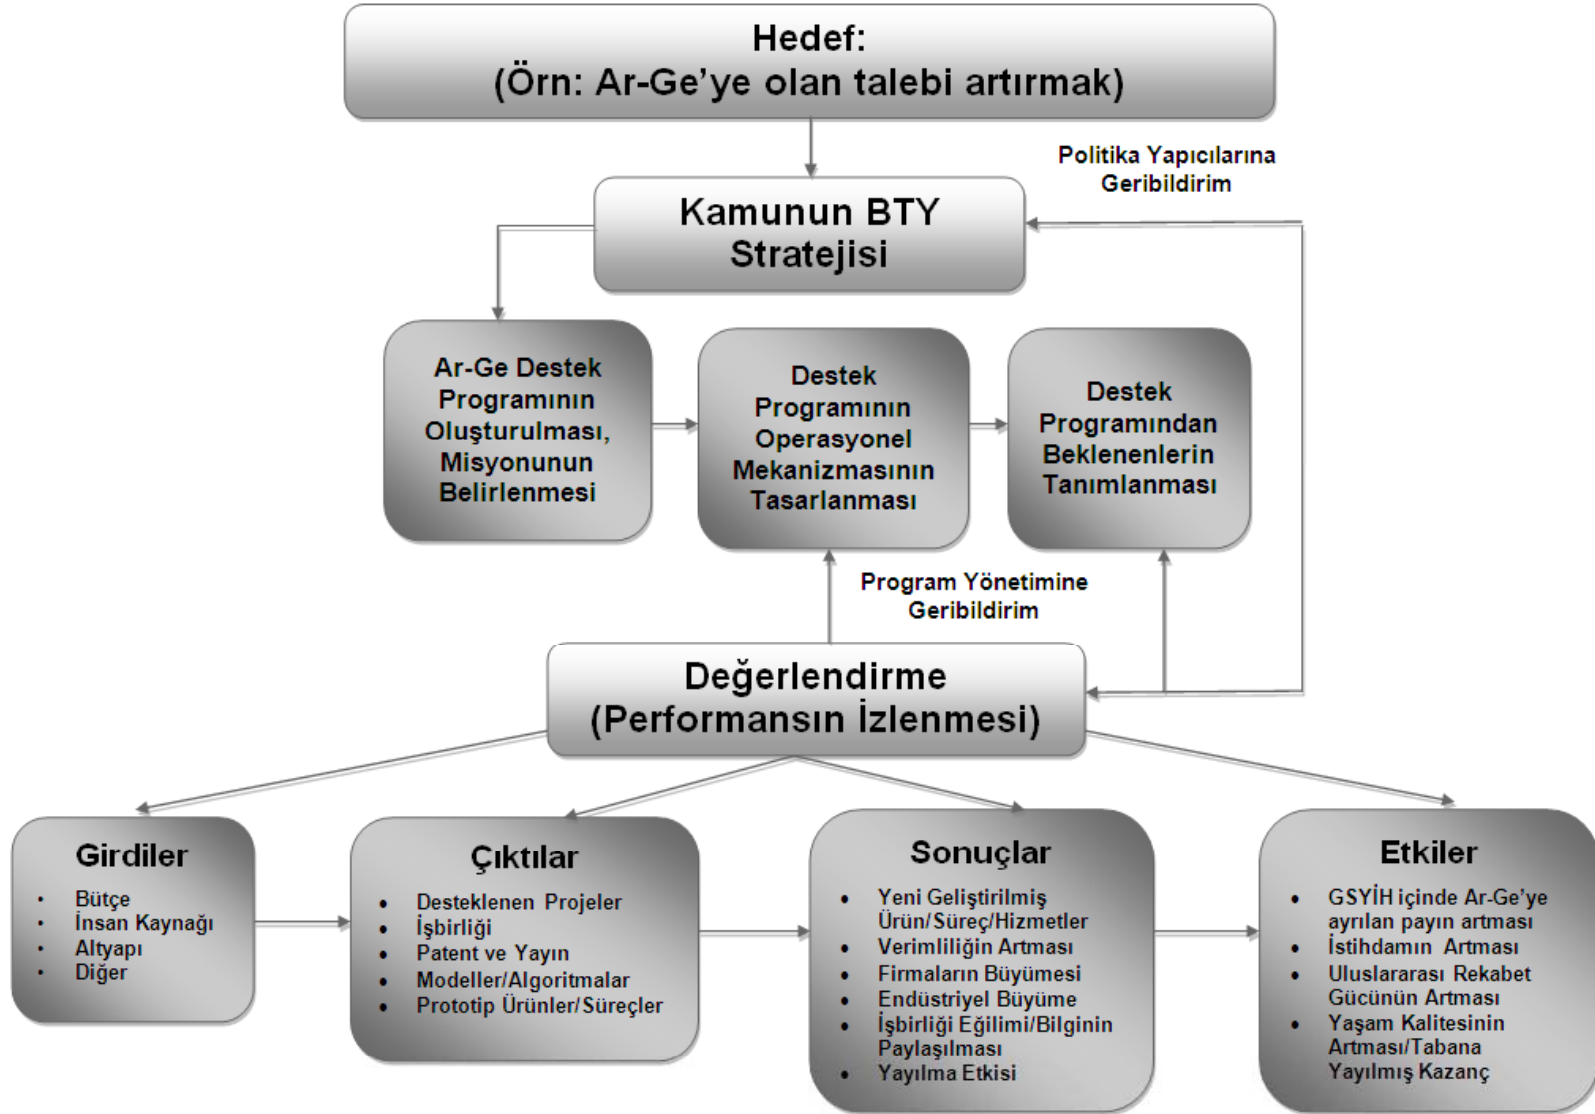 Hedef:
(Örn: Ar-Ge’ye olan talebi artırmak)
Politika Yapıcılarına
Geribildirim
Kamunun BTY
Stratejisi
Ar-Ge Destek
Programının
Oluşturulması,
Misyonunun
Belirlenmesi
Destek
Programının
Operasyonel
Mekanizmasının
Tasarlanması
Destek
Programından
Beklenenlerin
Tanımlanması
Program Yönetimine
Geribildirim
Değerlendirme
(Performansın İzlenmesi)
Girdiler
• Bütçe
• İnsan Kaynağı
• Altyapı
• Diğer
Çıktılar
• Desteklenen Projeler
• İşbirliği
• Patent ve Yayın
• Modeller/Algoritmalar
• Prototip Ürünler/Süreçler
Sonuçlar
• Yeni Geliştirilmiş
Ürün/Süreç/Hizmetler
• Verimliliğin Artması
• Firmaların Büyümesi
• Endüstriyel Büyüme
• İşbirliği Eğilimi/Bilginin
Paylaşılması
• Yayılma Etkisi
Etkiler
• GSYİH içinde Ar-Ge’ye
ayrılan payın artması
• İstihdamın Artması
• Uluslararası Rekabet
Gücünün Artması
• Yaşam Kalitesinin
Artması/Tabana
Yayılmış Kazanç